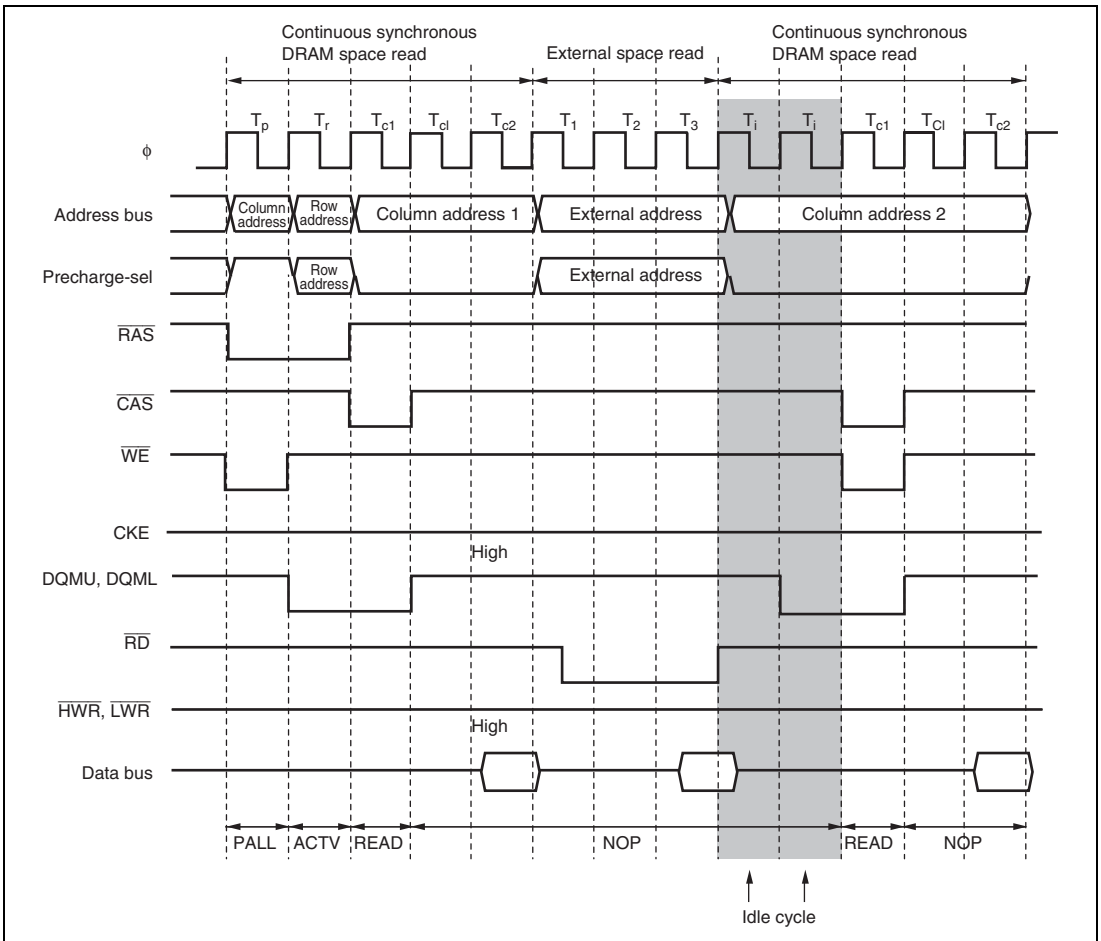 Continuous synchronous
DRAM space read
External space read
Continuous synchronous
DRAM space read
Tp Tr Tc1 Tcl Tc2 T1 T2 T3 Ti Ti Tc1 TCl Tc2
ϕ
Address bus
Column address
Row address
Column address 1
External address
Column address 2
Precharge-sel
Row address
External address
RAS
CAS
WE
CKE
High
DQMU, DQML
RD
HWR, LWR
High
Data bus
PALL ACTV READ NOP READ NOP
Idle cycle